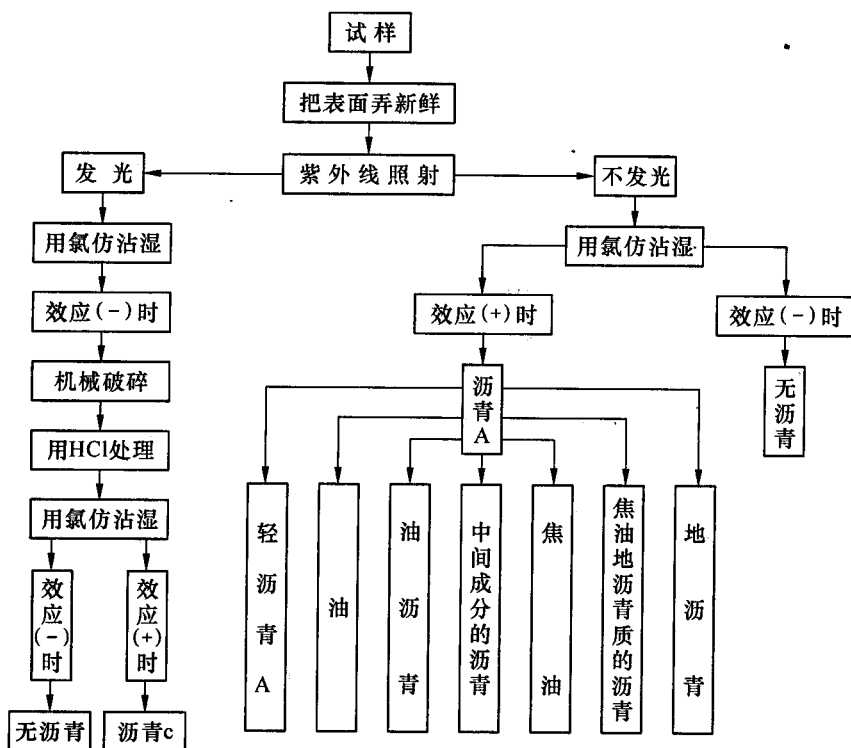 试样
把表面弄新鲜
发光
紫外线照射
不发光
用氯仿沾湿
用氯仿沾湿
效应(-)时
效应(+)时
效应(-)时
机械破碎
沥青A
无沥青
用HCl处理
用氯仿沾湿
轻沥青A
油
油沥青
中间成分的沥青
焦油
焦油地沥青质的沥青
地沥青
效应(-)时
效应(+)时
无沥青
沥青c